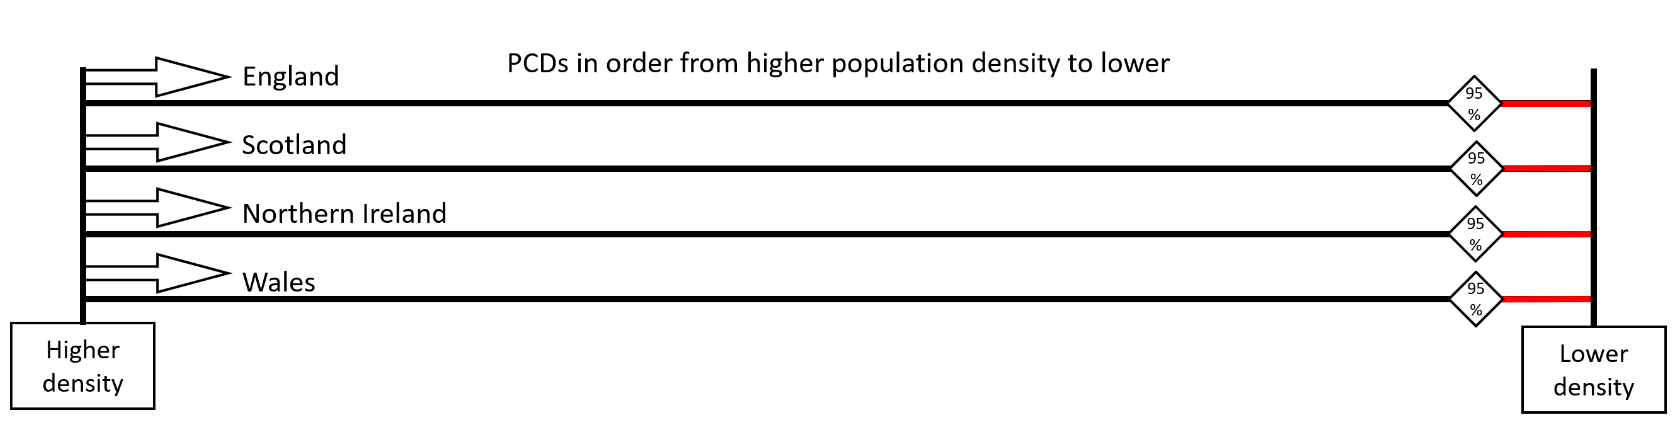 PCDs in order from higher population density to lower
England
95
%
Scotland
95
%
Northern Ireland
95
%
Wales
95
%
Higher
density
Lower
density